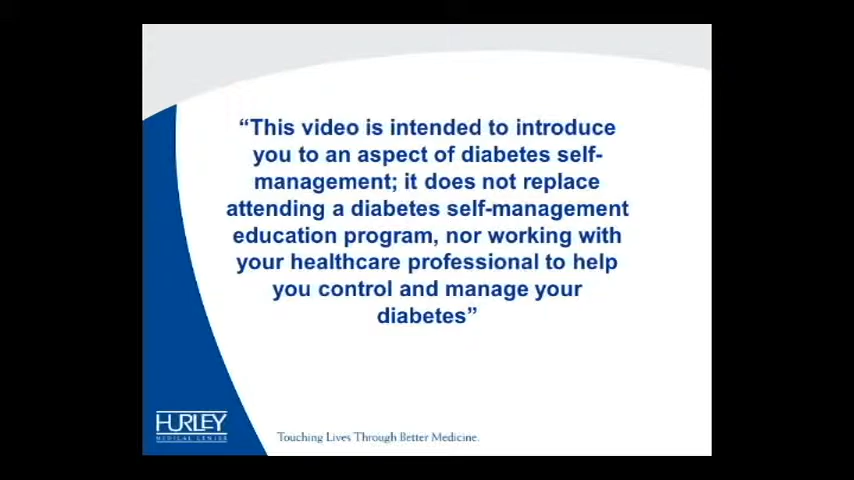 “This video is intended to introduce
you to an aspect of diabetes self-
management; it does not replace
attending a diabetes self-management
education program, nor working with
your healthcare professional to help
you control and manage your
diabetes”
HURLEY
MEDICAL CENTER
Touching Lives Through Better Medicine.